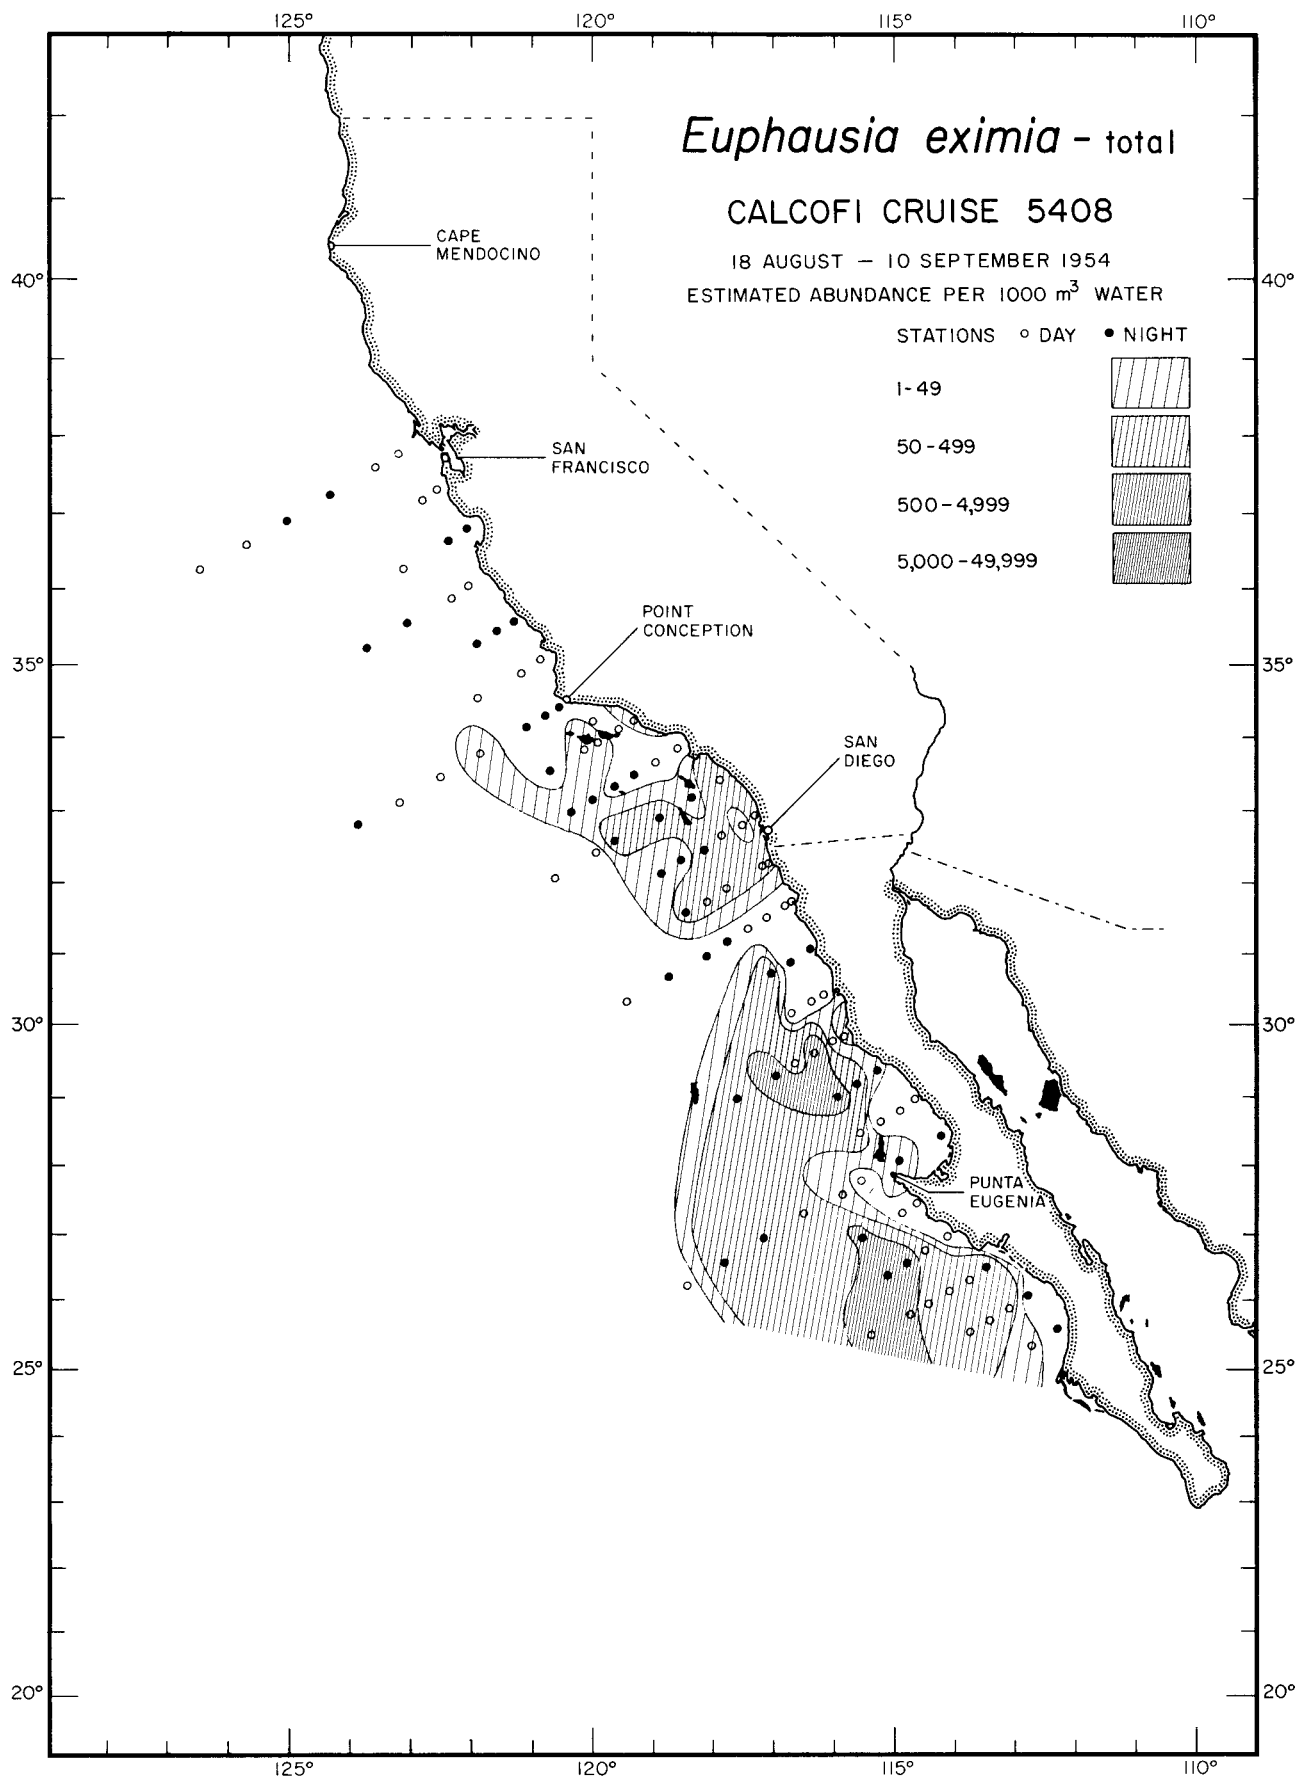 125° 120° 115° 110°
Euphausia eximia - total
CALCOFI CRUISE 5408
18 AUGUST — 10 SEPTEMBER 1954
ESTIMATED ABUNDANCE PER 1000 m³ WATER
STATIONS ○ DAY ● NIGHT
1-49
50-499
500-4,999
5,000-49,999
CAPE
MENDOCINO
40° 40°
SAN
FRANCISCO
POINT
CONCEPTION
35° 35°
SAN
DIEGO
30° 30°
PUNTA
EUGENIA
25° 25°
20° 20°
125° 120° 115° 110°